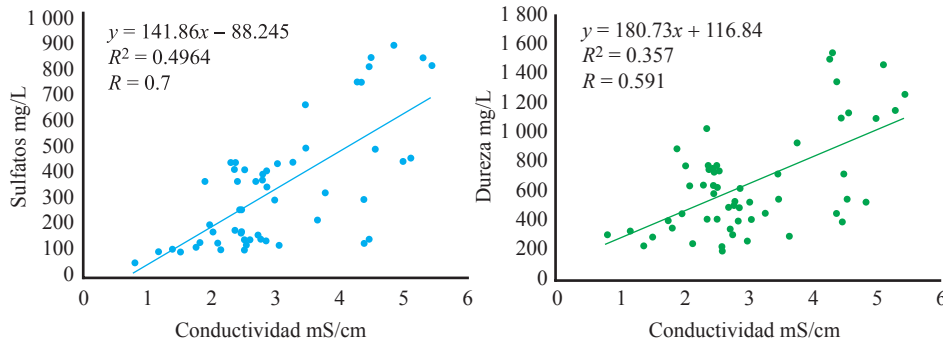 1 000
900
800
700
600
500
400
300
200
100
0
Sulfatos mg/L
y = 141.86x – 88.245
R² = 0.4964
R = 0.7
0 1 2 3 4 5 6
Conductividad mS/cm
1 800
1 600
1 400
1 200
1 000
800
600
400
200
0
Dureza mg/L
y = 180.73x + 116.84
R² = 0.357
R = 0.591
0 1 2 3 4 5 6
Conductividad mS/cm